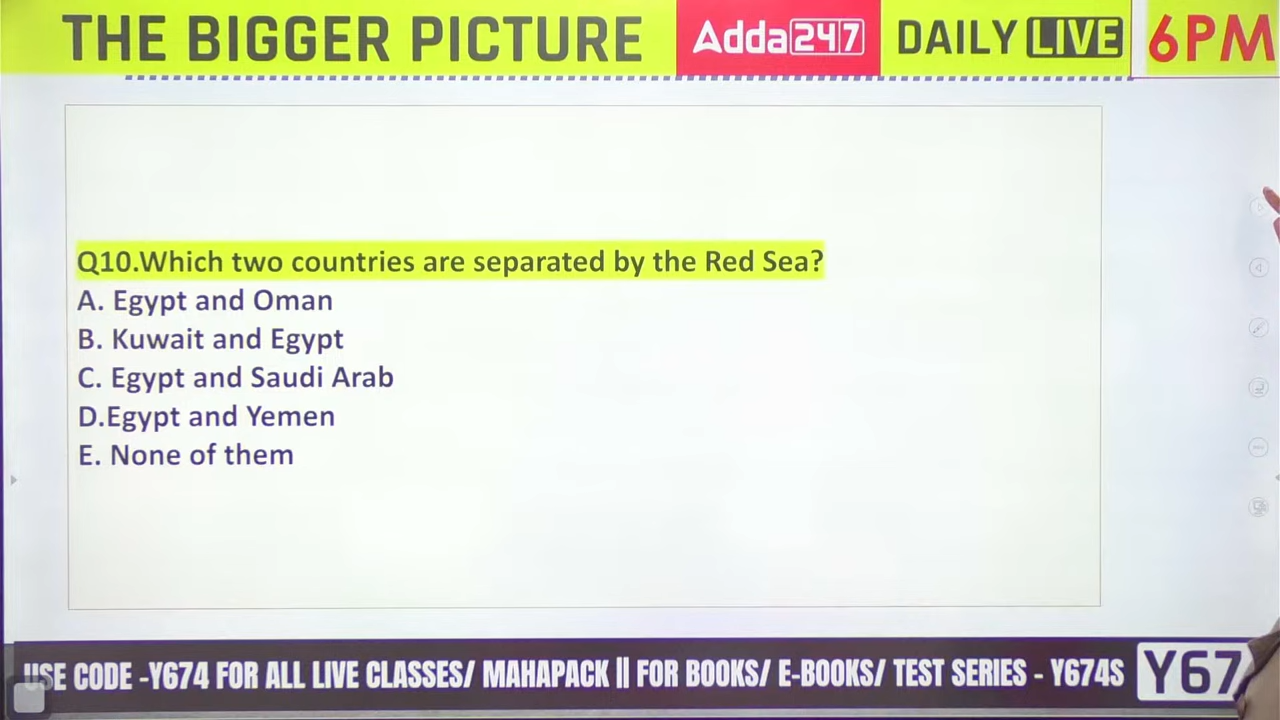 THE BIGGER PICTURE
Adda247
DAILY LIVE
6PM
Q10.Which two countries are separated by the Red Sea?
A. Egypt and Oman
B. Kuwait and Egypt
C. Egypt and Saudi Arab
D.Egypt and Yemen
E. None of them
USE CODE -Y674 FOR ALL LIVE CLASSES/ MAHAPACK || FOR BOOKS/ E-BOOKS/ TEST SERIES - Y674S
Y67